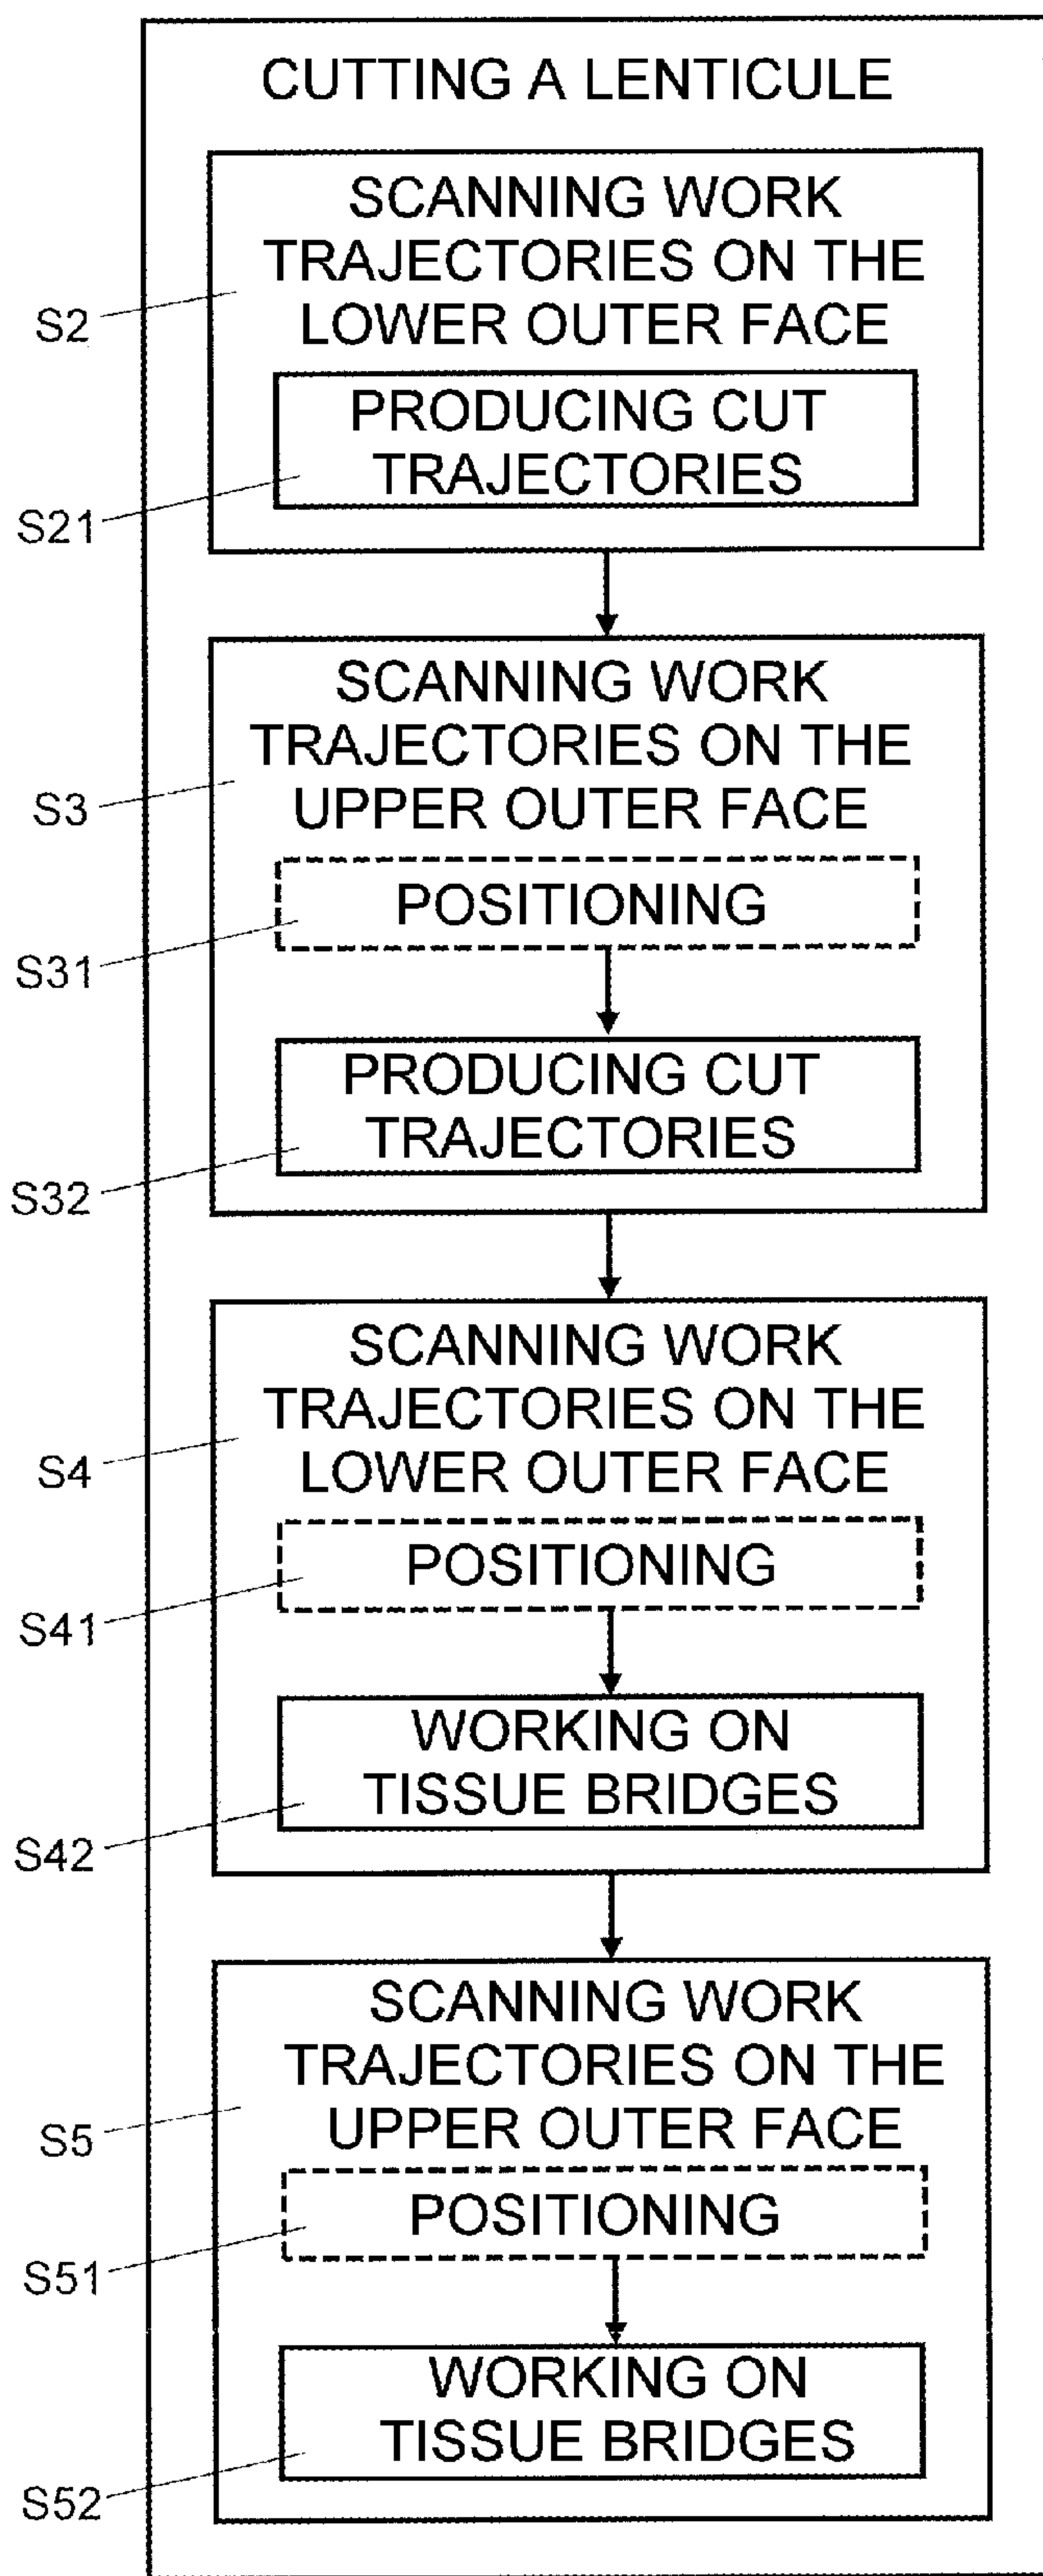 CUTTING A LENTICULE
SCANNING WORK
TRAJECTORIES ON THE
LOWER OUTER FACE
S2
PRODUCING CUT
TRAJECTORIES
S21
SCANNING WORK
TRAJECTORIES ON THE
UPPER OUTER FACE
S3
POSITIONING
S31
PRODUCING CUT
TRAJECTORIES
S32
SCANNING WORK
TRAJECTORIES ON THE
LOWER OUTER FACE
S4
POSITIONING
S41
WORKING ON
TISSUE BRIDGES
S42
SCANNING WORK
TRAJECTORIES ON THE
UPPER OUTER FACE
S5
POSITIONING
S51
WORKING ON
TISSUE BRIDGES
S52